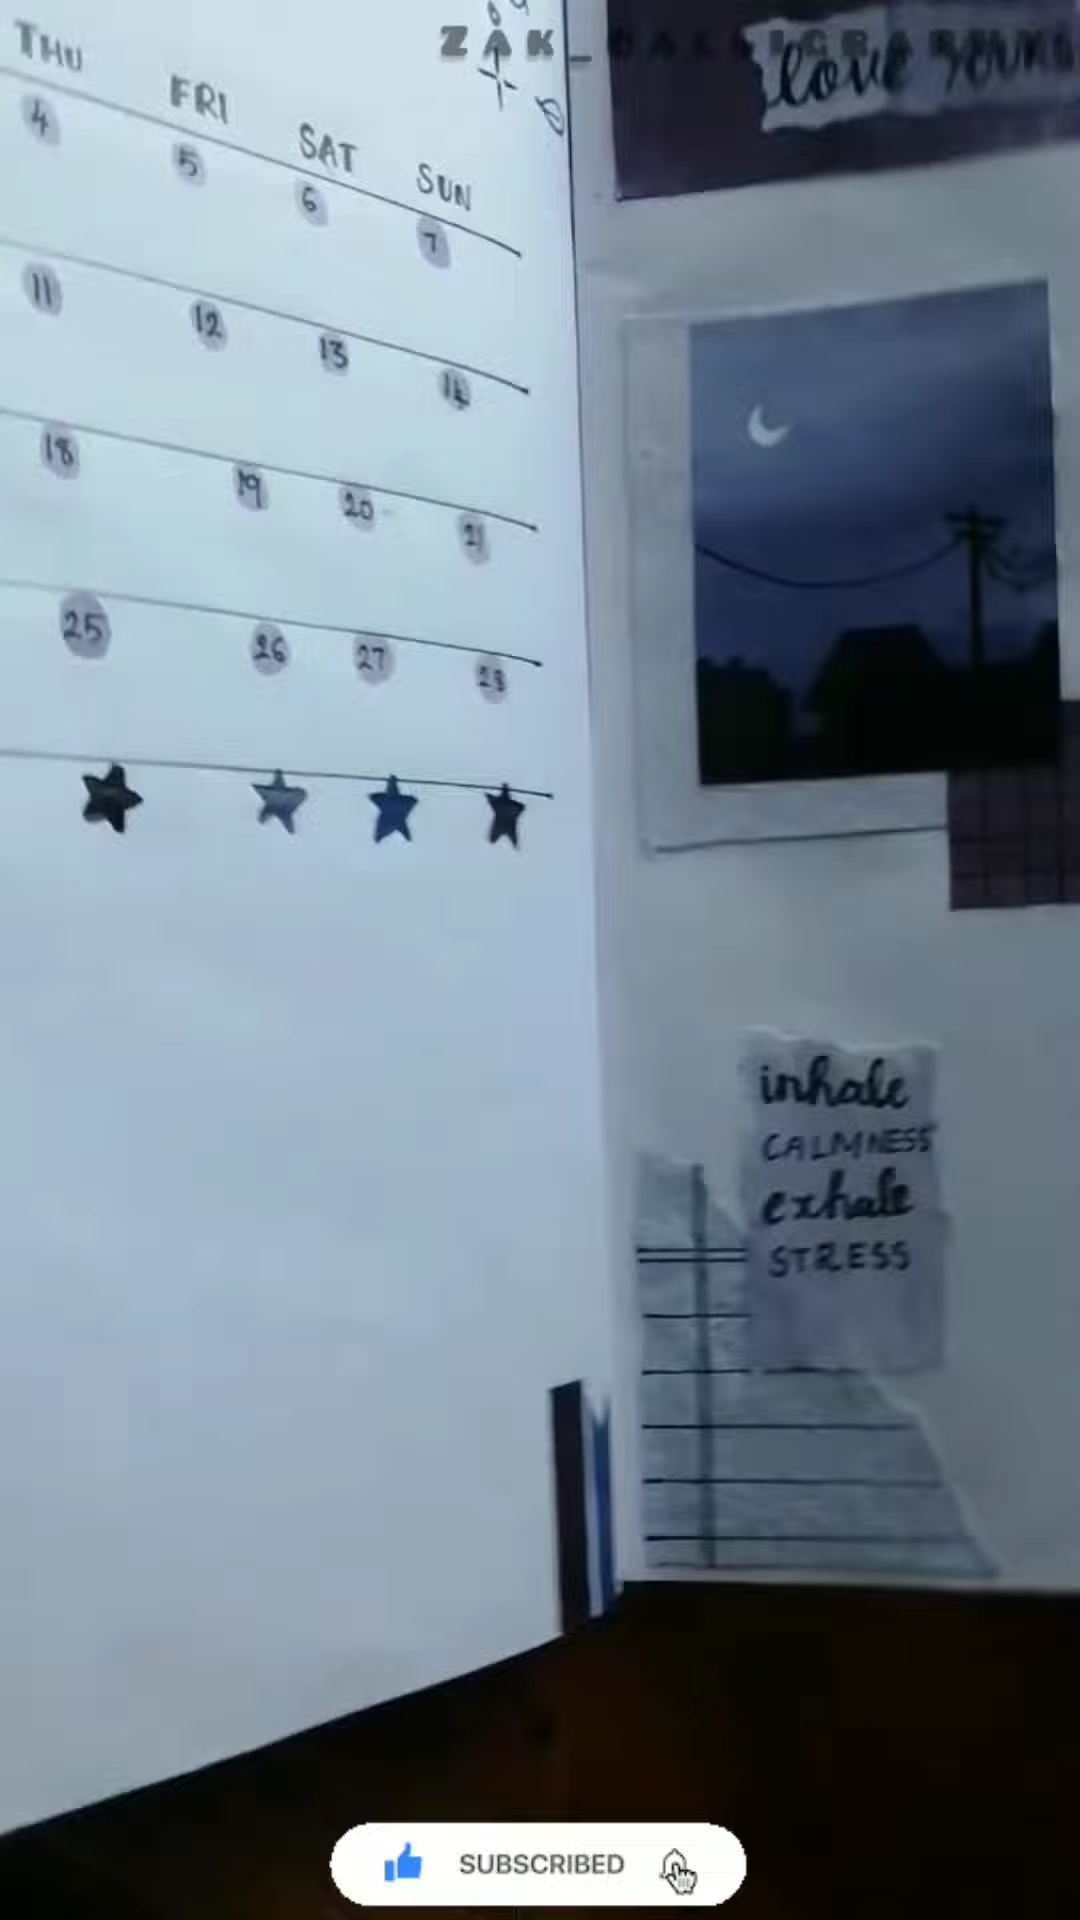 THU FRI SAT SUN
4 5 6 7
11 12 13 14
18 19 20 21
25 26 27 28
love
inhale
CALMNESS
exhale
STRESS
SUBSCRIBED